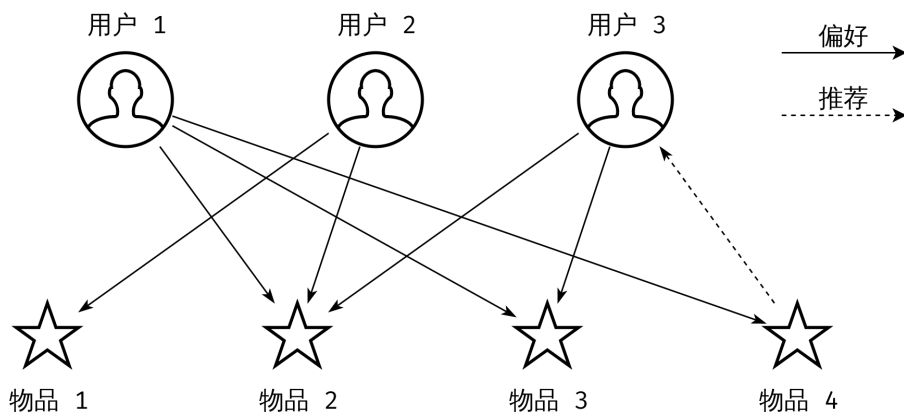 用户 1
用户 2
用户 3
偏好
推荐
物品 1
物品 2
物品 3
物品 4